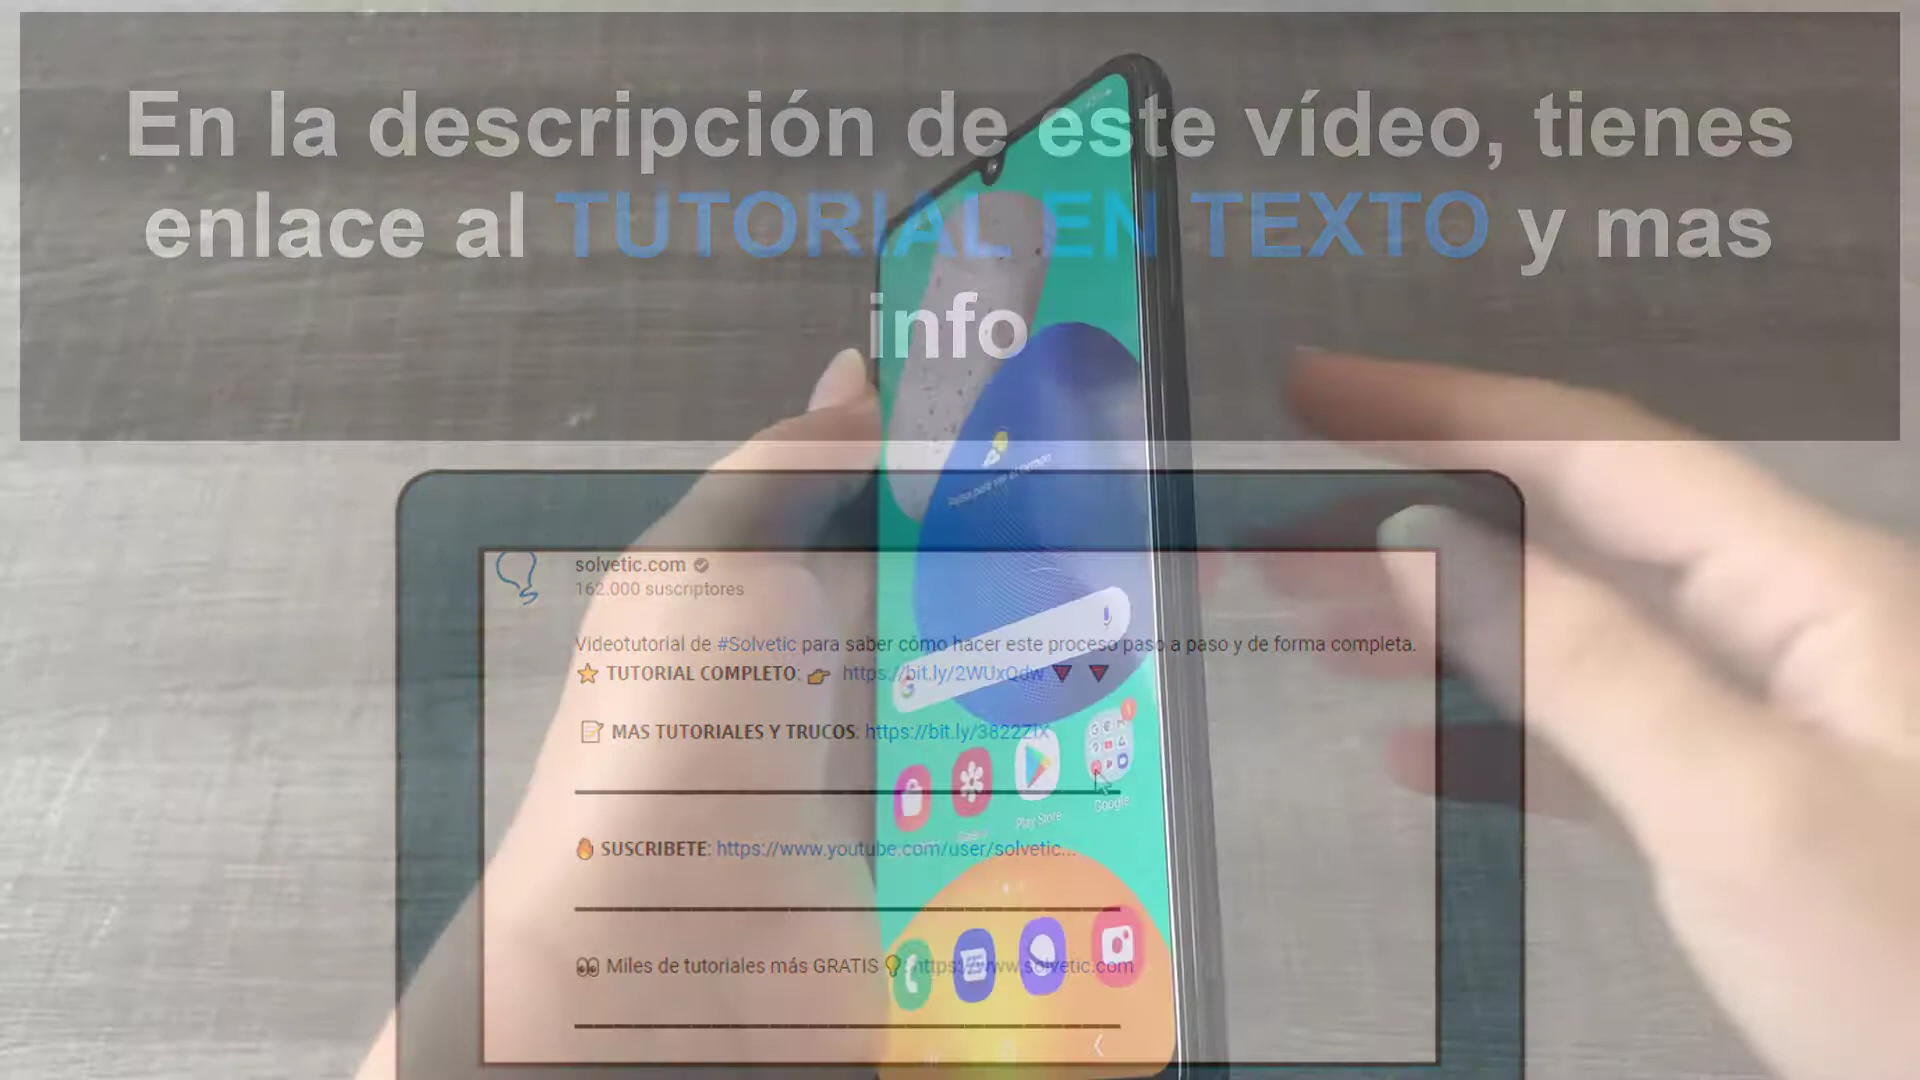 En la descripción de este vídeo, tienes
enlace al TUTORIAL EN TEXTO y mas
info
solvetic.com
162.000 suscriptores
Videotutorial de #Solvetic para saber cómo hacer este proceso paso a paso y de forma completa.
TUTORIAL COMPLETO: https://bit.ly/2WUxQdw
MAS TUTORIALES Y TRUCOS: https://bit.ly/3822ZlX
Play Store
Google
SUSCRIBETE: https://www.youtube.com/user/solvetic...
Miles de tutoriales más GRATIS https://www.solvetic.com